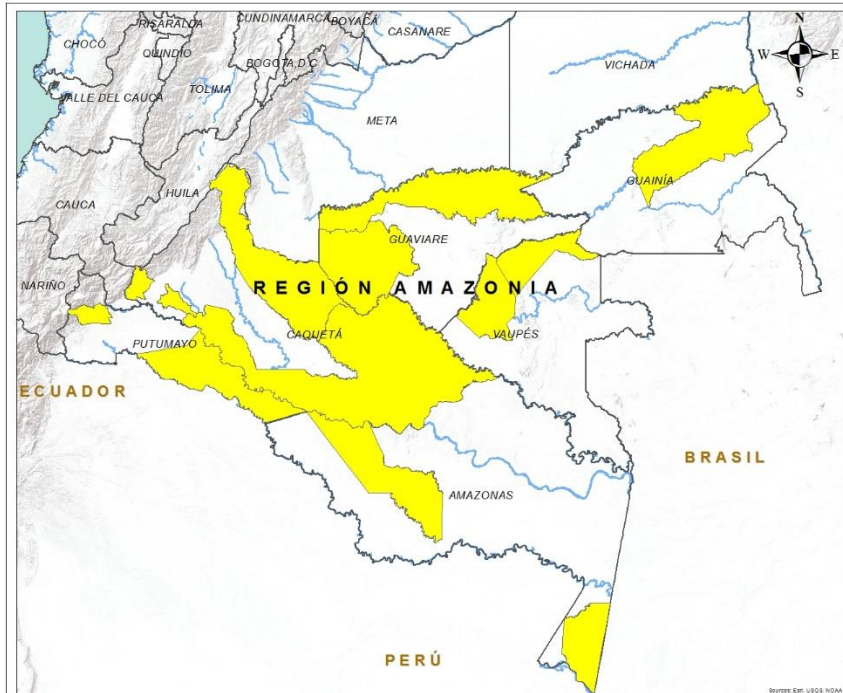 RISARALDA
CUNDINAMARCA
BOYACÁ
CASANARE
CHOCÓ
QUINDIO
BOGOTA,D.C
VICHADA
N
W
E
S
VALLE DEL CAUCA
TOLIMA
META
HUILA
CAUCA
GUAINÍA
GUAVIARE
NARIÑO
REGIÓN AMAZONIA
CAQUETÁ
VAUPÉS
PUTUMAYO
ECUADOR
BRASIL
AMAZONAS
PERÚ
Sources: Esri, USGS, NOAA